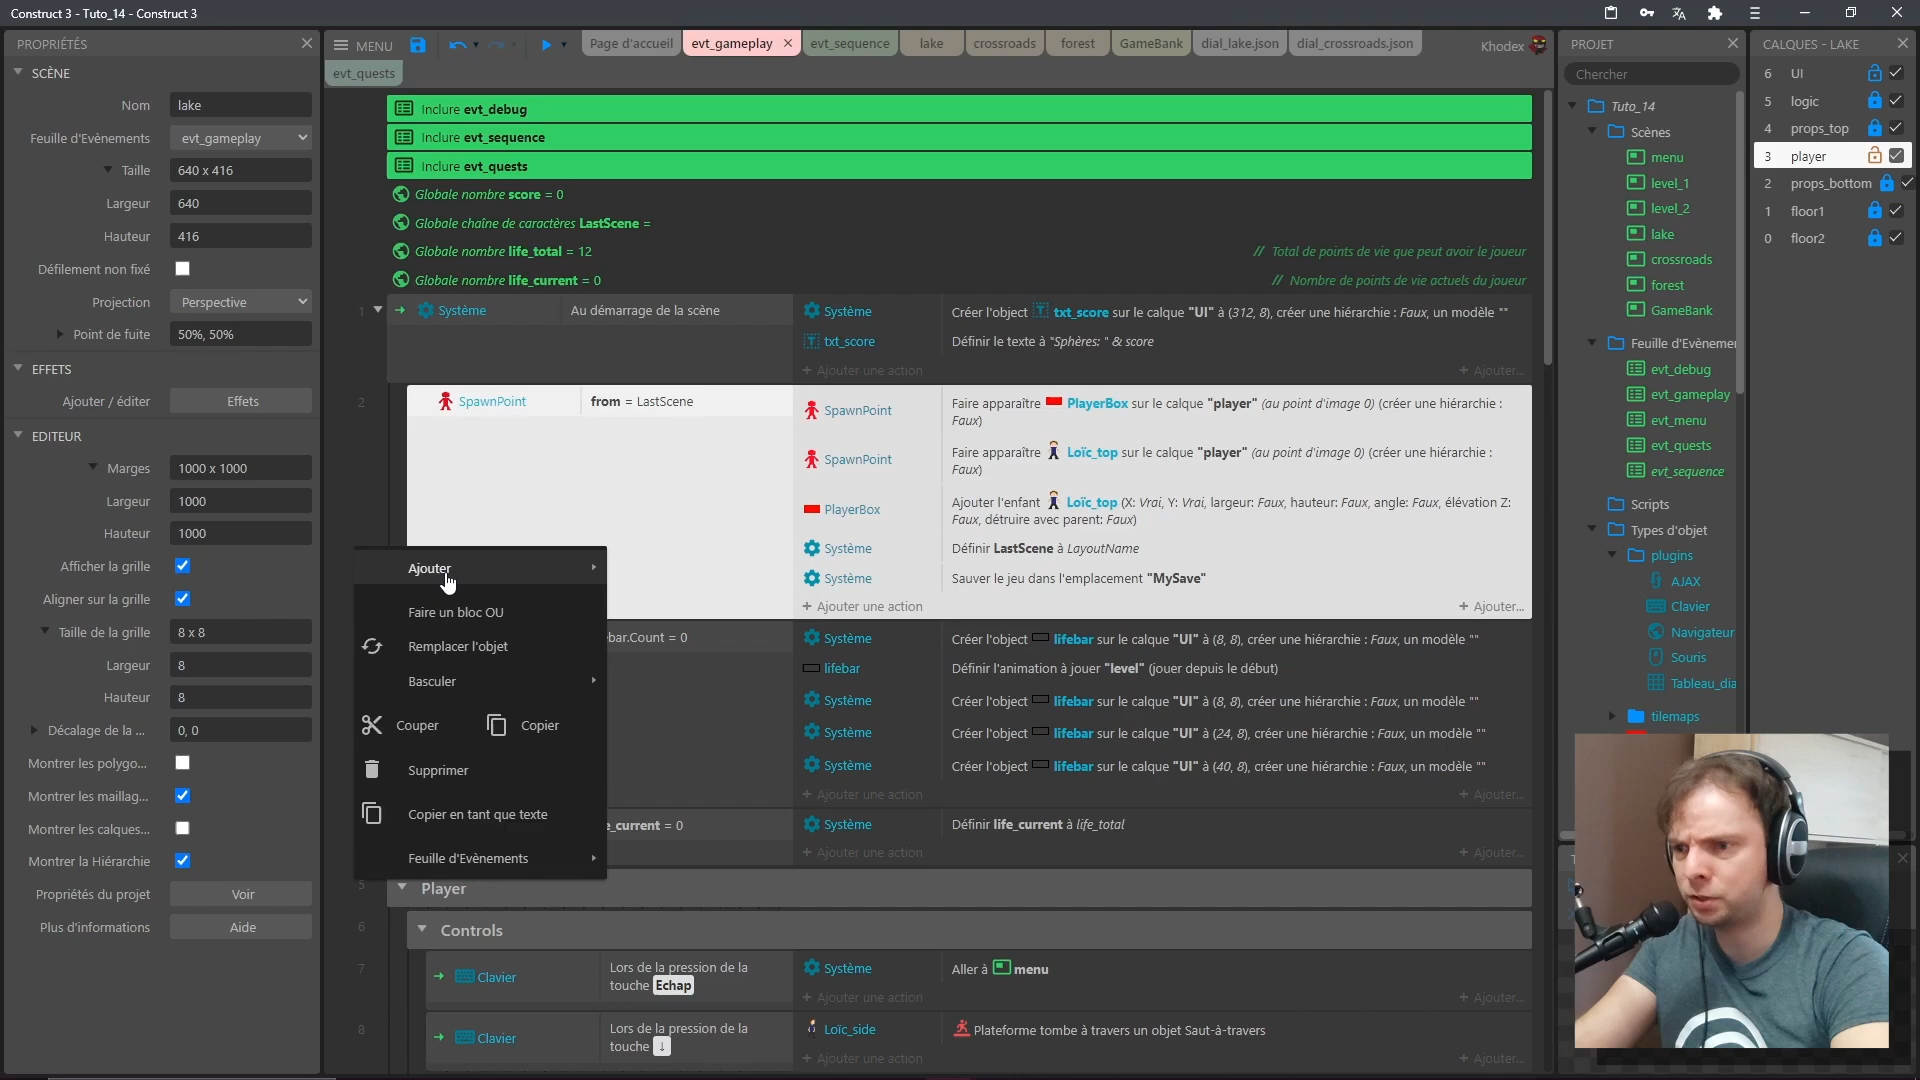 Construct 3 - Tuto_14 - Construct 3
PROPRIÉTÉS
SCÈNE
Nom lake
Feuille d'Evènements evt_gameplay
Taille 640 x 416
Largeur 640
Hauteur 416
Défilement non fixé
Projection Perspective
Point de fuite 50%, 50%
EFFETS
Ajouter / éditer Effets
EDITEUR
Marges 1000 x 1000
Largeur 1000
Hauteur 1000
Afficher la grille
Aligner sur la grille
Taille de la grille 8 x 8
Largeur 8
Hauteur 8
Décalage de la ... 0, 0
Montrer les polygo...
Montrer les maillag...
Montrer les calques...
Montrer la Hiérarchie
Propriétés du projet Voir
Plus d'informations Aide
MENU
Page d'accueil evt_gameplay evt_sequence lake crossroads forest GameBank dial_lake.json dial_crossroads.json
Khodex
evt_quests
Inclure evt_debug
Inclure evt_sequence
Inclure evt_quests
Globale nombre score = 0
Globale chaîne de caractères LastScene =
Globale nombre life_total = 12 // Total de points de vie que peut avoir le joueur
Globale nombre life_current = 0 // Nombre de points de vie actuels du joueur
1 Système Au démarrage de la scène
Système Créer l'object txt_score sur le calque "UI" à (312, 8), créer une hiérarchie : Faux, un modèle ""
txt_score Définir le texte à "Sphères: " & score
+ Ajouter une action + Ajouter...
2 SpawnPoint from = LastScene
SpawnPoint Faire apparaître PlayerBox sur le calque "player" (au point d'image 0) (créer une hiérarchie :
Faux)
SpawnPoint Faire apparaître Loïc_top sur le calque "player" (au point d'image 0) (créer une hiérarchie :
Faux)
PlayerBox Ajouter l'enfant Loïc_top (X: Vrai, Y: Vrai, largeur: Faux, hauteur: Faux, angle: Faux, élévation Z:
Faux, détruire avec parent: Faux)
Système Définir LastScene à LayoutName
Système Sauver le jeu dans l'emplacement "MySave"
+ Ajouter une action + Ajouter...
ebar.Count = 0
Système Créer l'object lifebar sur le calque "UI" à (8, 8), créer une hiérarchie : Faux, un modèle ""
lifebar Définir l'animation à jouer "level" (jouer depuis le début)
Système Créer l'object lifebar sur le calque "UI" à (8, 8), créer une hiérarchie : Faux, un modèle ""
Système Créer l'object lifebar sur le calque "UI" à (24, 8), créer une hiérarchie : Faux, un modèle ""
Système Créer l'object lifebar sur le calque "UI" à (40, 8), créer une hiérarchie : Faux, un modèle ""
+ Ajouter une action + Ajouter...
e_current = 0
Système Définir life_current à life_total
+ Ajouter une action + Ajouter...
5 Player
6 Controls
7 Clavier Lors de la pression de la
touche Echap
Système Aller à menu
+ Ajouter une action + Ajouter...
8 Clavier Lors de la pression de la
touche ↓
Loïc_side Plateforme tombe à travers un objet Saut-à-travers
+ Ajouter une action + Ajouter...
Ajouter
Faire un bloc OU
Remplacer l'objet
Basculer
Couper Copier
Supprimer
Copier en tant que texte
Feuille d'Evènements
PROJET
Chercher
Tuto_14
Scènes
menu
level_1
level_2
lake
crossroads
forest
GameBank
Feuille d'Evènemer
evt_debug
evt_gameplay
evt_menu
evt_quests
evt_sequence
Scripts
Types d'objet
plugins
AJAX
Clavier
Navigateur
Souris
Tableau_dia
tilemaps
CALQUES - LAKE
6 UI
5 logic
4 props_top
3 player
2 props_bottom
1 floor1
0 floor2